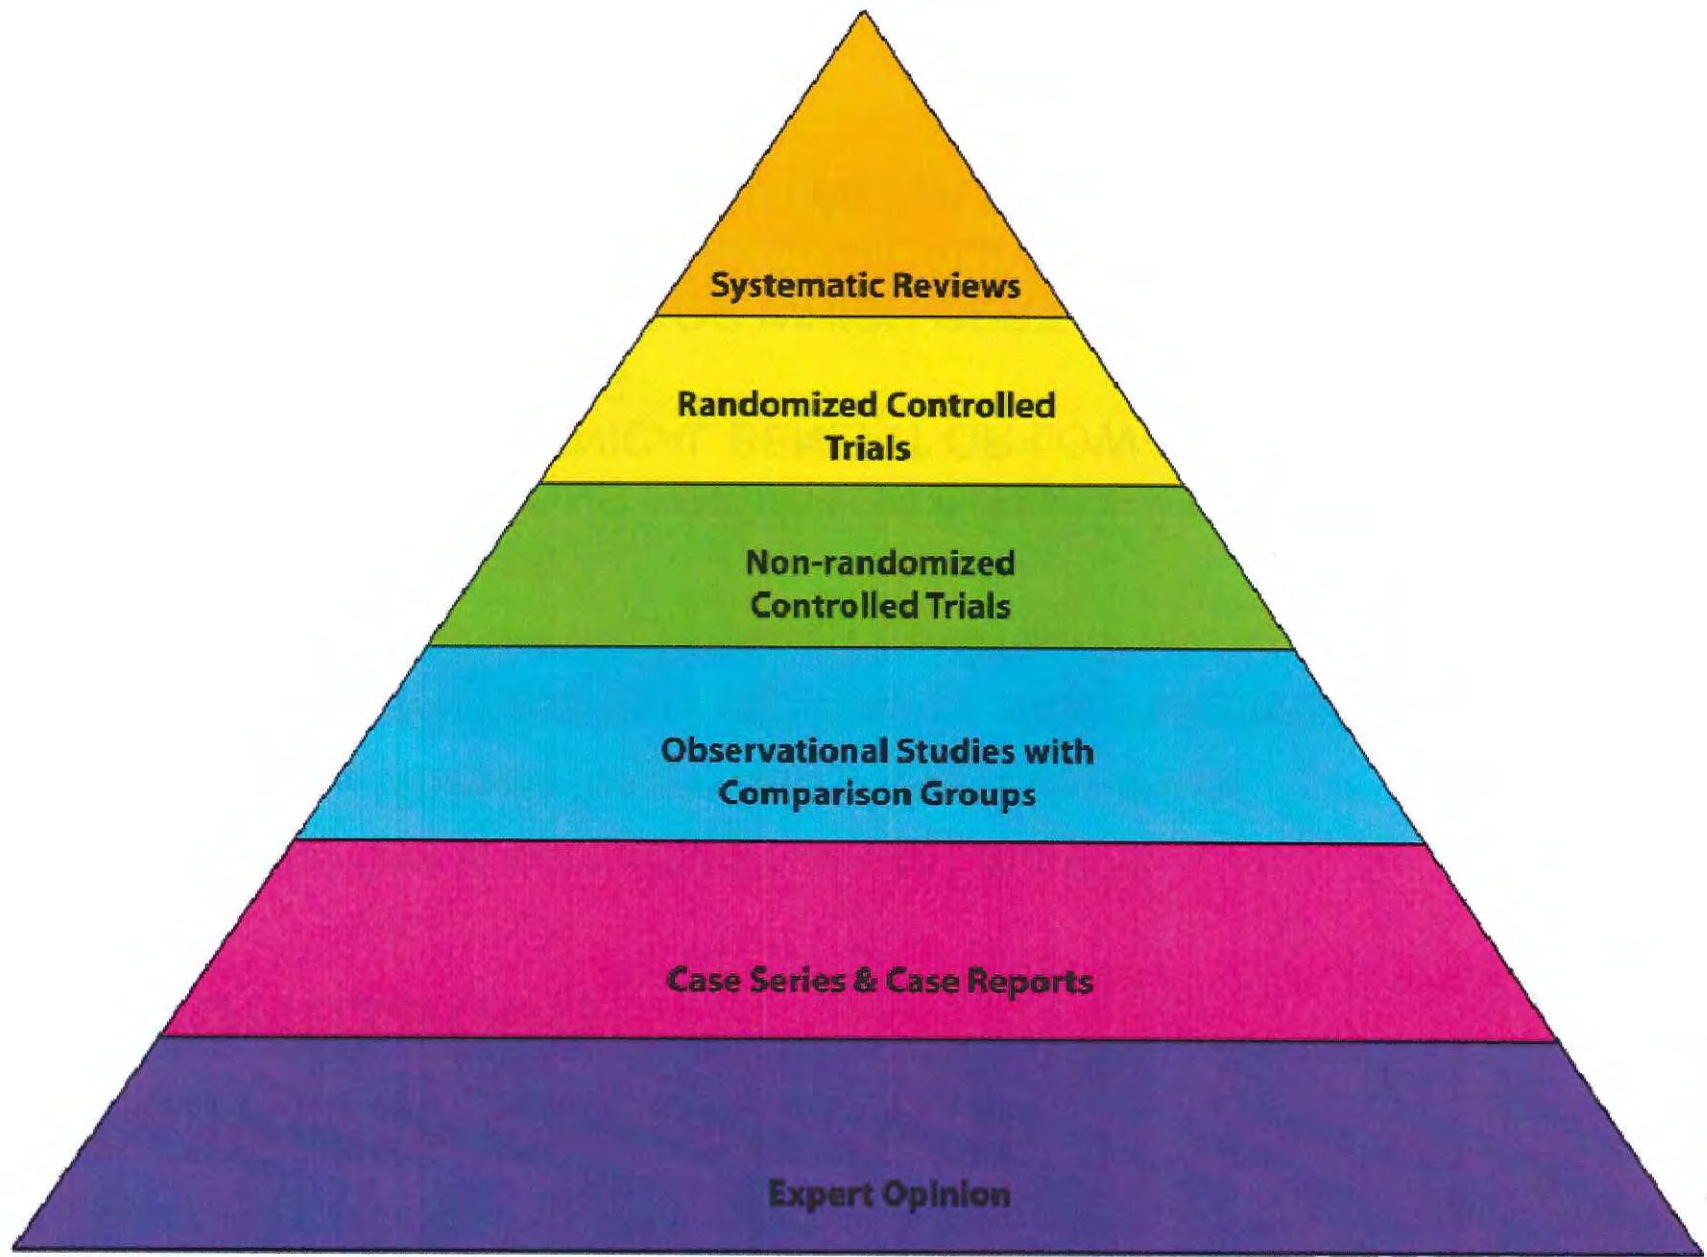 Systematic Reviews
Randomized Controlled
Trials
Non-randomized
Controlled Trials
Observational Studies with
Comparison Groups
Case Series & Case Reports
Expert Opinion